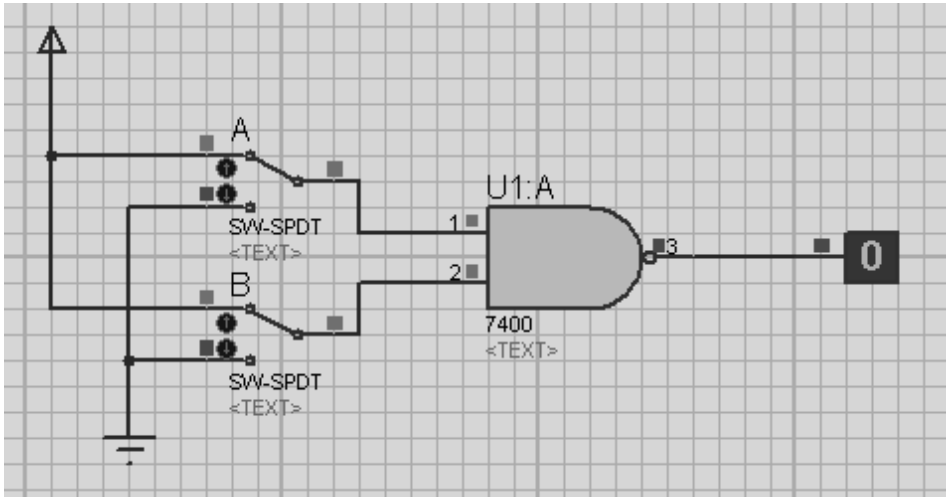 A
SW-SPDT
<TEXT>
B
SW-SPDT
<TEXT>
U1:A
1
2
3
7400
<TEXT>
0